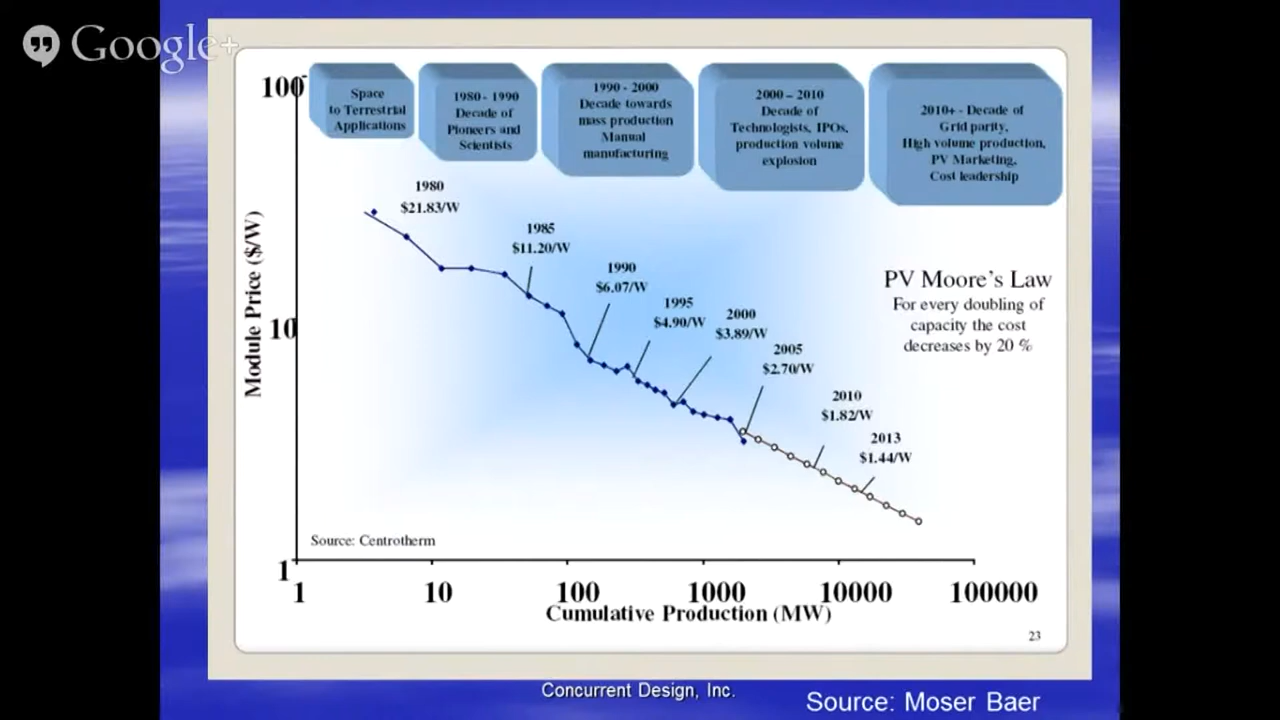 Google+
100
Space
to Terrestrial
Applications
1980 - 1990
Decade of
Pioneers and
Scientists
1990 - 2000
Decade towards
mass production
Manual
manufacturing
2000 – 2010
Decade of
Technologists, IPOs,
production volume
explosion
2010+ - Decade of
Grid parity,
High volume production,
PV Marketing,
Cost leadership
1980
$21.83/W
1985
$11.20/W
1990
$6.07/W
1995
$4.90/W
2000
$3.89/W
2005
$2.70/W
2010
$1.82/W
2013
$1.44/W
PV Moore's Law
For every doubling of
capacity the cost
decreases by 20 %
Module Price ($/W)
10
Source: Centrotherm
1
1 10 100 1000 10000 100000
Cumulative Production (MW)
23
Concurrent Design, Inc.
Source: Moser Baer